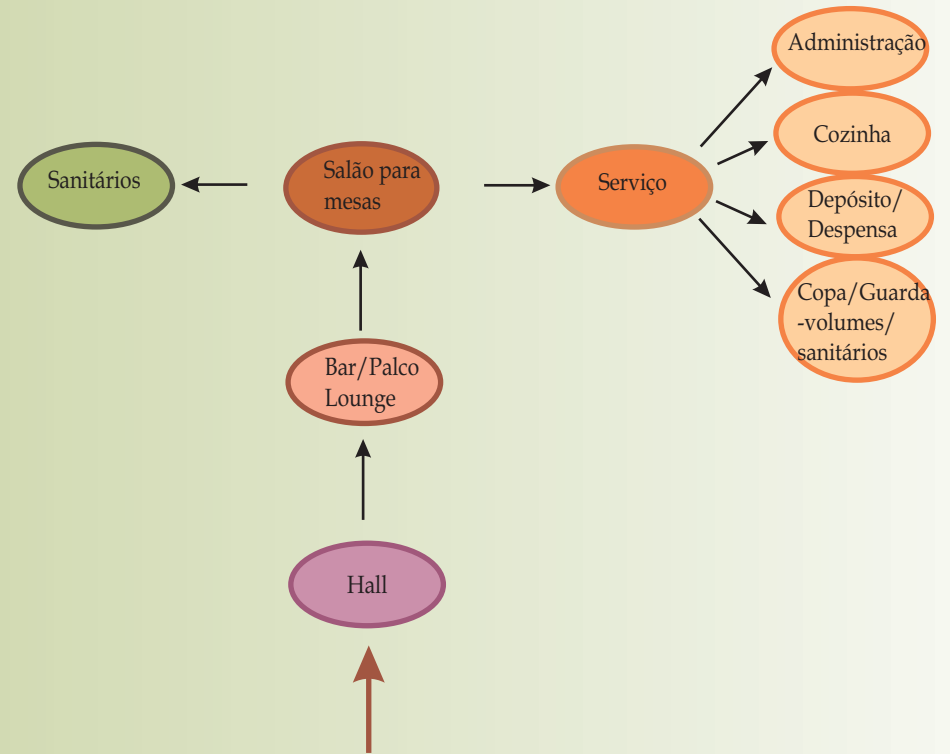 Administração
Cozinha
Depósito/
Despensa
Copa/Guarda
-volumes/
sanitários
Sanitários
Salão para
mesas
Serviço
Bar/Palco
Lounge
Hall